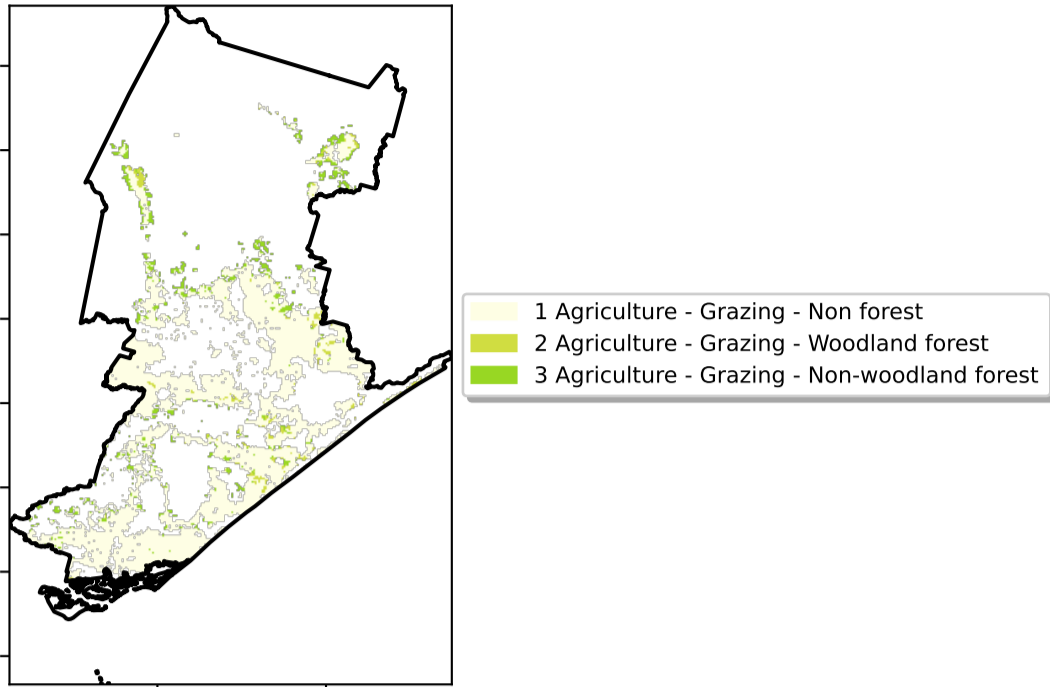 1 Agriculture - Grazing - Non forest
2 Agriculture - Grazing - Woodland forest
3 Agriculture - Grazing - Non-woodland forest